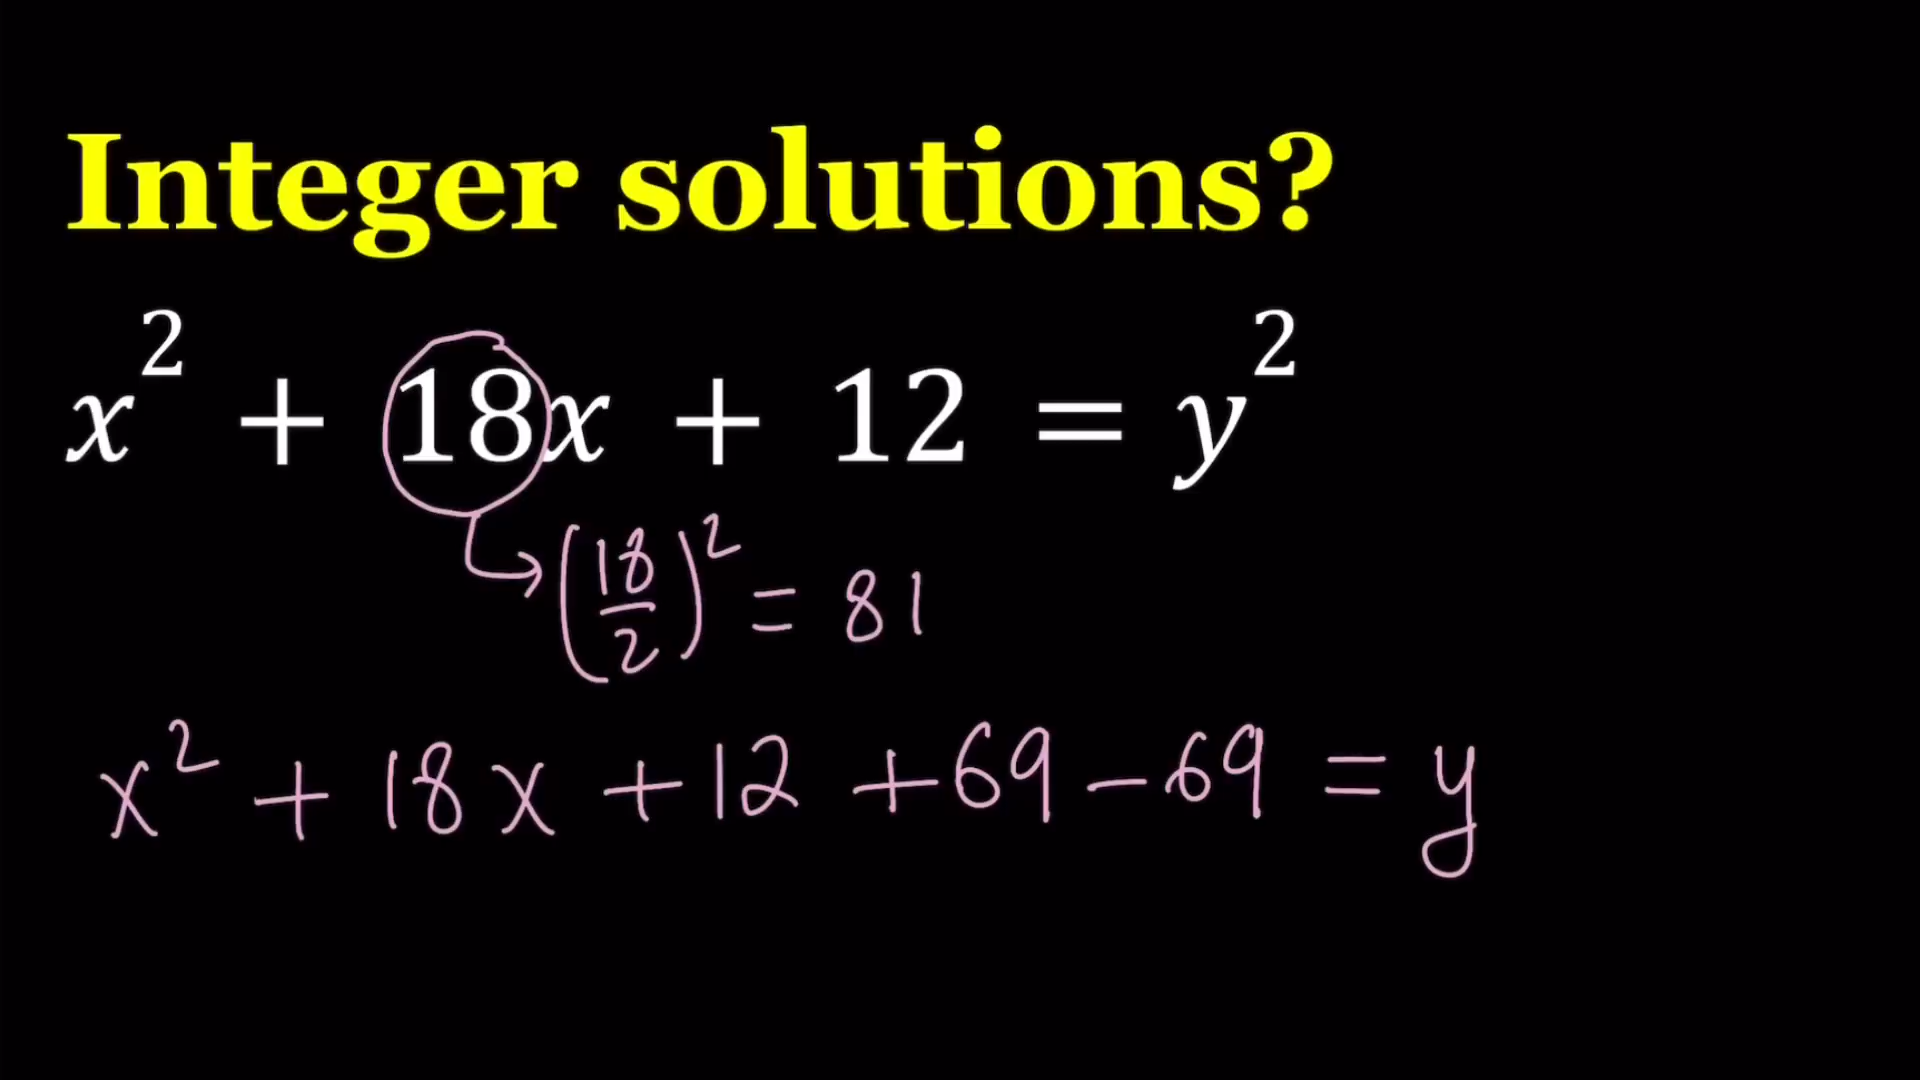 Integer solutions?
x² + 18x + 12 = y²
(18/2)² = 81
x² + 18x + 12 + 69 - 69 = y